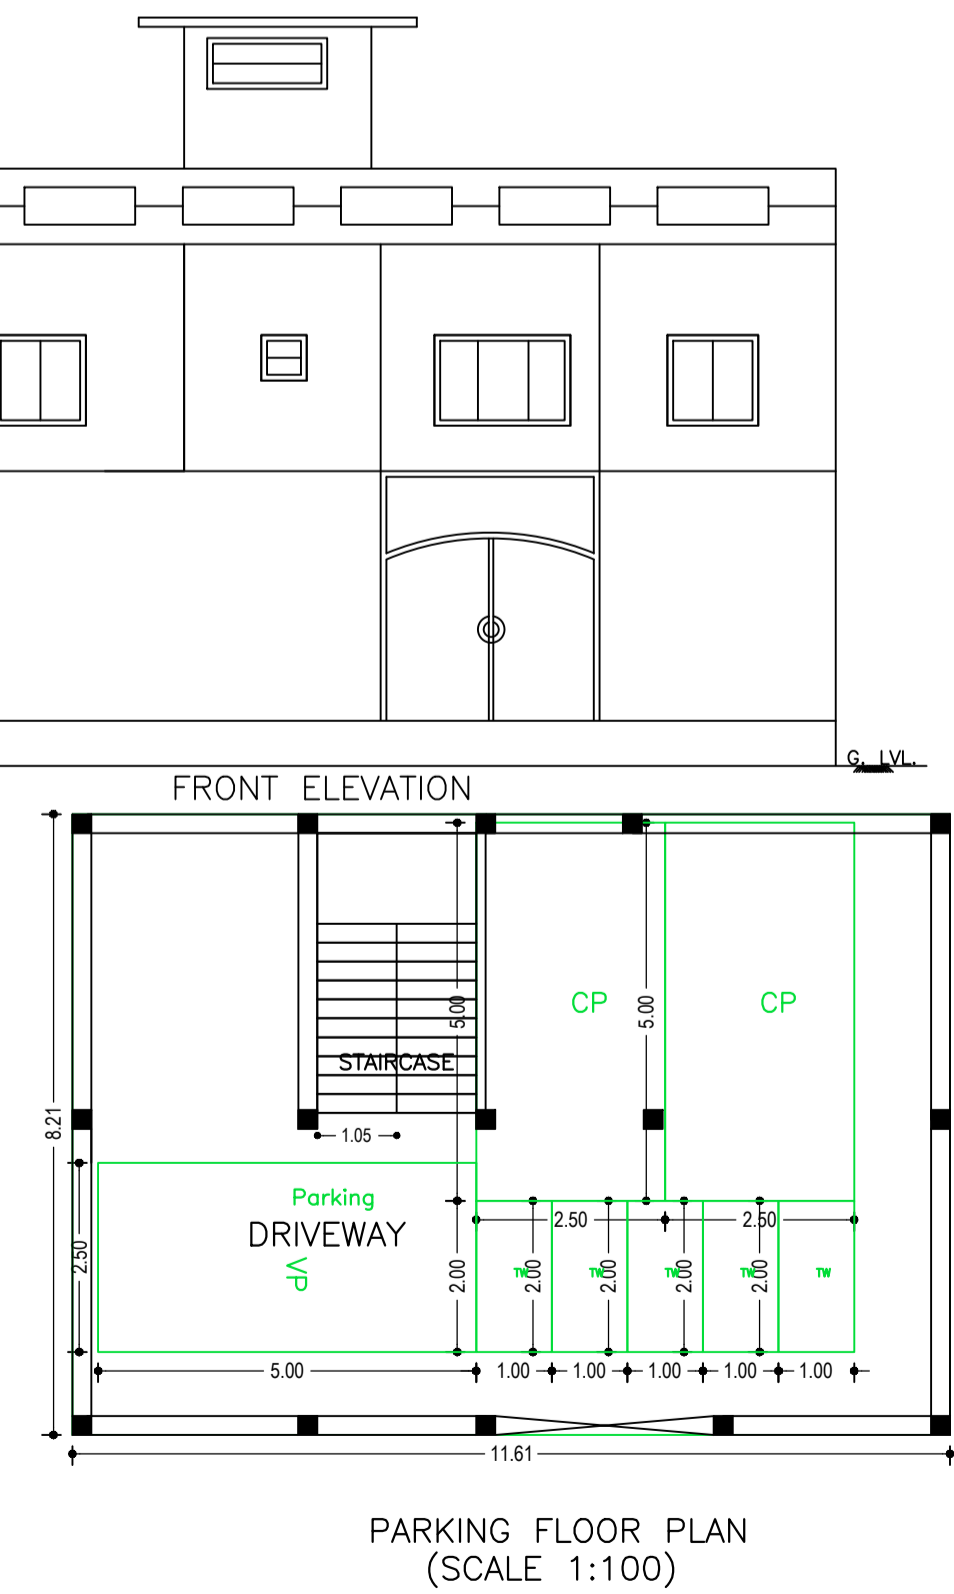 G. LVL.
FRONT ELEVATION
CP
CP
5.00
5.00
STAIRCASE
8.21
1.05
Parking
DRIVEWAY
VP
2.50
2.50
2.50
2.00
TW
2.00
TW
2.00
TW
2.00
TW
2.00
TW
5.00
1.00
1.00
1.00
1.00
1.00
11.61
PARKING FLOOR PLAN
(SCALE 1:100)